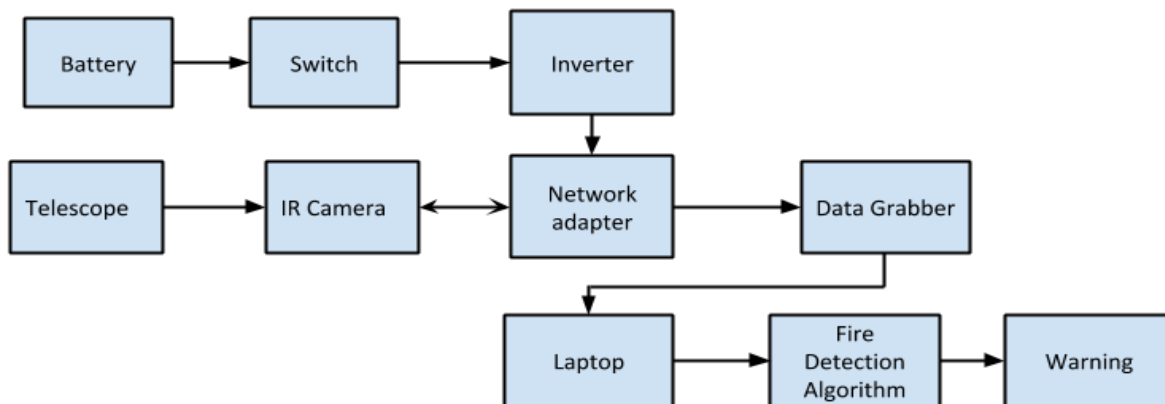 Battery
Switch
Inverter
Telescope
IR Camera
Network
adapter
Data Grabber
Laptop
Fire
Detection
Algorithm
Warning